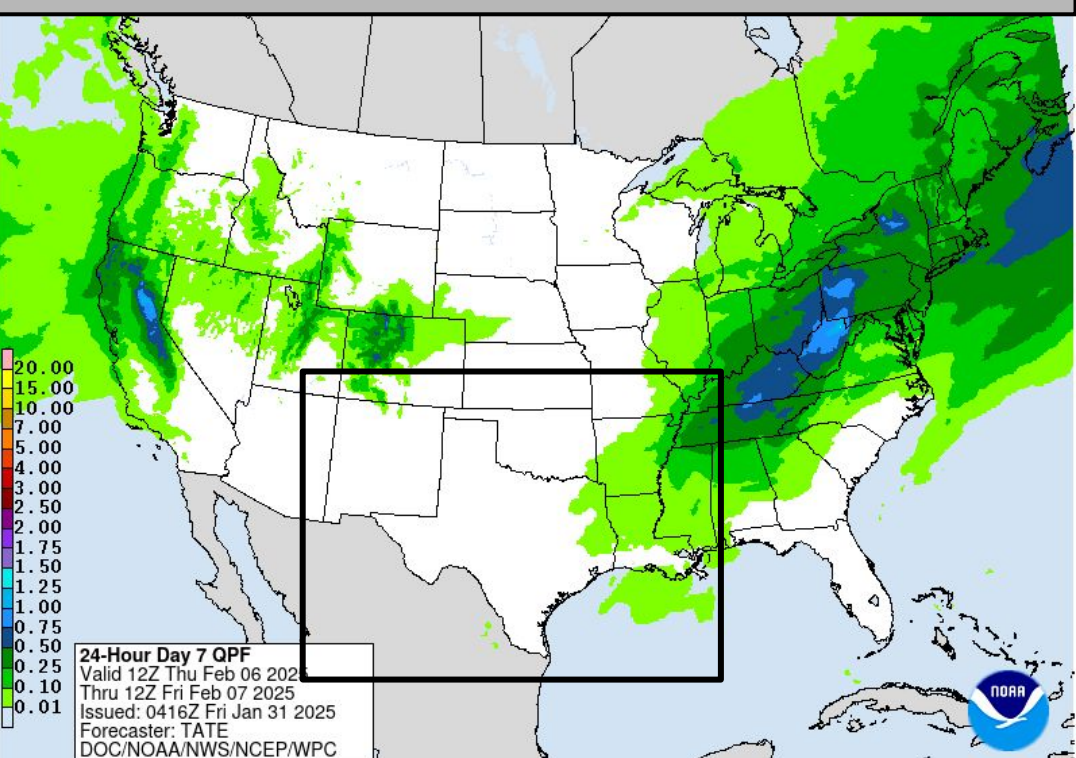 20.00
15.00
10.00
7.00
5.00
4.00
3.00
2.50
2.00
1.75
1.50
1.25
1.00
0.75
0.50
0.25
0.10
0.01
24-Hour Day 7 QPF
Valid 12Z Thu Feb 06 2025
Thru 12Z Fri Feb 07 2025
Issued: 0416Z Fri Jan 31 2025
Forecaster: TATE
DOC/NOAA/NWS/NCEP/WPC
NOAA